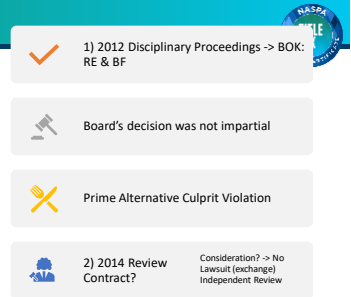 NASPA
TITLE
1) 2012 Disciplinary Proceedings -> BOK:
RE & BF
Board's decision was not impartial
Prime Alternative Culprit Violation
2) 2014 Review
Contract?
Consideration? -> No
Lawsuit (exchange)
Independent Review